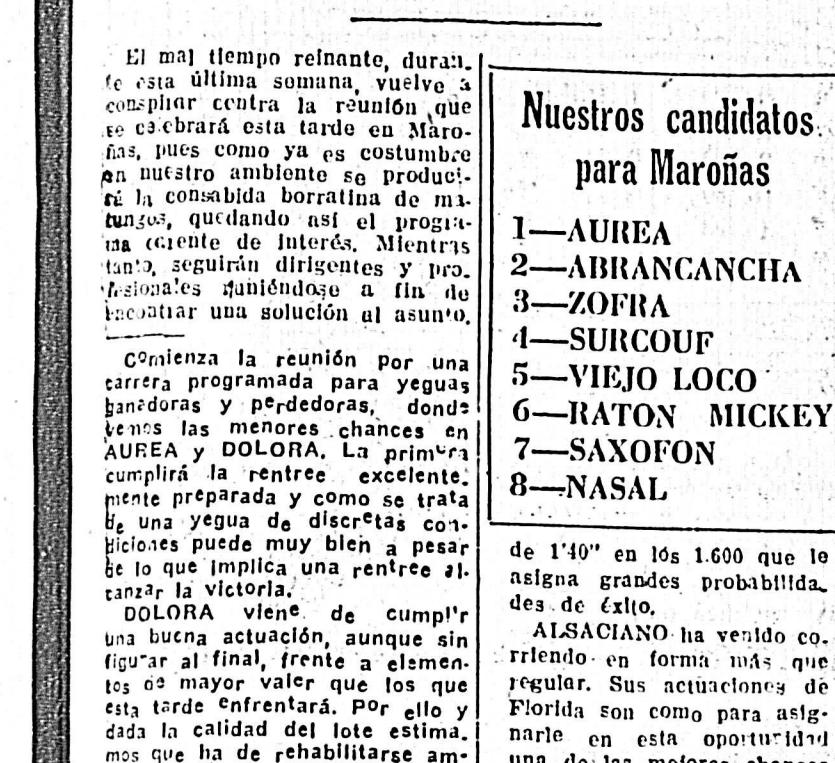 El mal tiempo reinante, duran-
te esta última semana, vuelve a
conspirar contra la reunión que
se celebrará esta tarde en Maro-
ñas, pues como ya es costumbre
en nuestro ambiente se produci-
rá la consabida borratina de ma-
tungos, quedando así el progra-
ma carente de interés. Mientras
tanto, seguirán dirigentes y pro-
fesionales reuniéndose a fin de
encontrar una solución al asunto.
Comienza la reunión por una
carrera programada para yeguas
ganadoras y perdedoras, donde
vemos las menores chances en
AUREA y DOLORA. La primera
cumplirá la rentree excelente-
mente preparada y como se trata
de una yegua de discretas con-
diciones puede muy bien a pesar
de lo que implica una rentree al-
canzar la victoria.
DOLORA viene de cumplir
una buena actuación, aunque sin
figurar al final, frente a elemen-
tos de mayor valer que los que
esta tarde enfrentará. Por ello y
dada la calidad del lote estima-
mos que ha de rehabilitarse am-
Nuestros candidatos
para Maroñas
1—AUREA
2—ABRANCANCHA
3—ZOFRA
4—SURCOUF
5—VIEJO LOCO
6—RATON MICKEY
7—SAXOFON
8—NASAL
de 1'40" en lós 1.600 que le
asigna grandes probabilida-
des de éxito.
ALSACIANO ha venido co-
rriendo en forma más que
regular. Sus actuaciones de
Florida son como para asig-
narle en esta oportunidad
una de las mejores chances